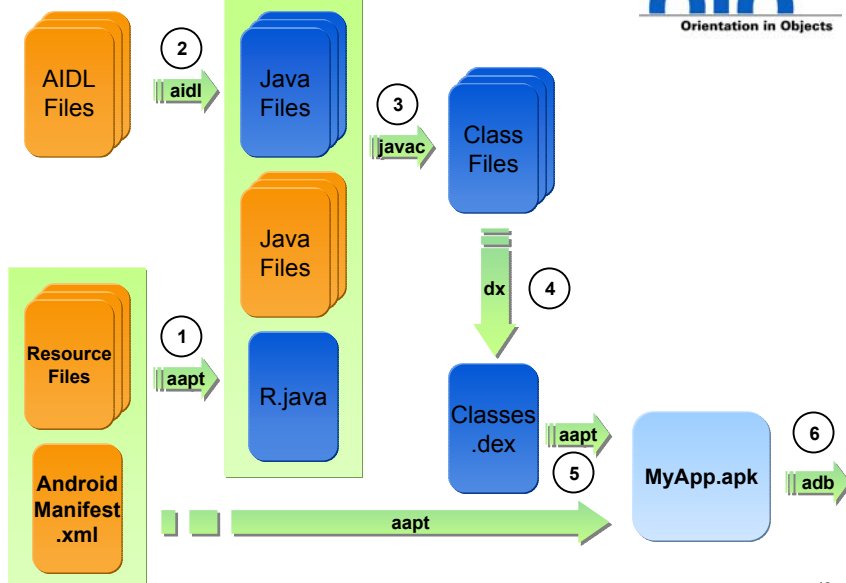 Orientation in Objects
AIDL
Files
2
aidl
Java
Files
3
javac
Class
Files
Java
Files
dx
4
Resource
Files
1
aapt
R.java
Classes
.dex
aapt
5
MyApp.apk
6
adb
Android
Manifest
.xml
aapt